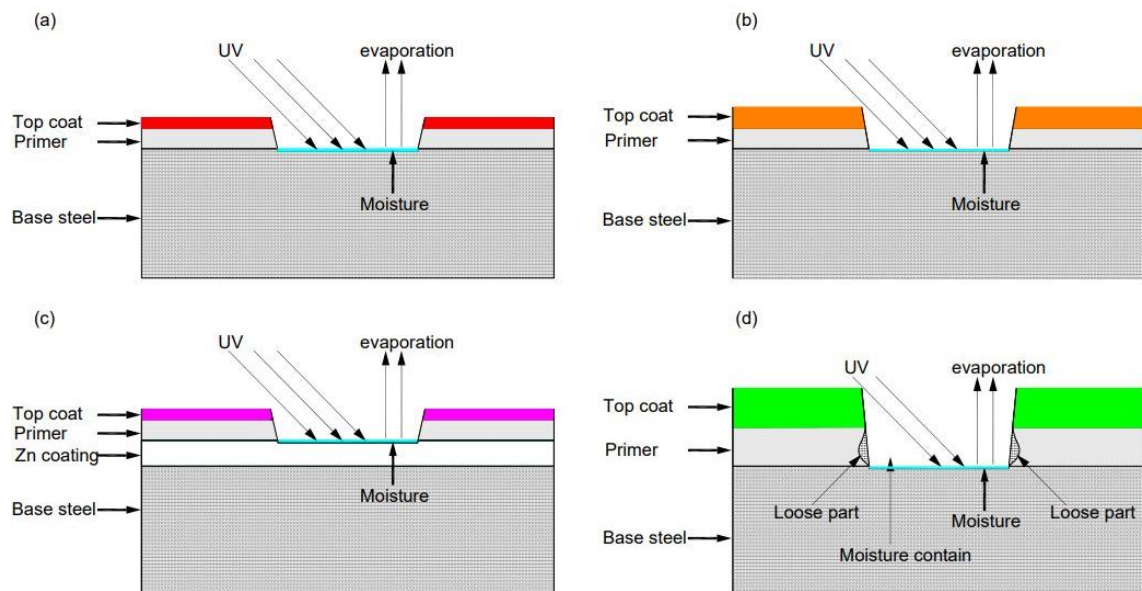 (a)
UV
evaporation
Top coat
Primer
Base steel
Moisture
(b)
UV
evaporation
Top coat
Primer
Base steel
Moisture
(c)
UV
evaporation
Top coat
Primer
Zn coating
Base steel
Moisture
(d)
UV
evaporation
Top coat
Primer
Base steel
Loose part
Moisture
Loose part
Moisture contain